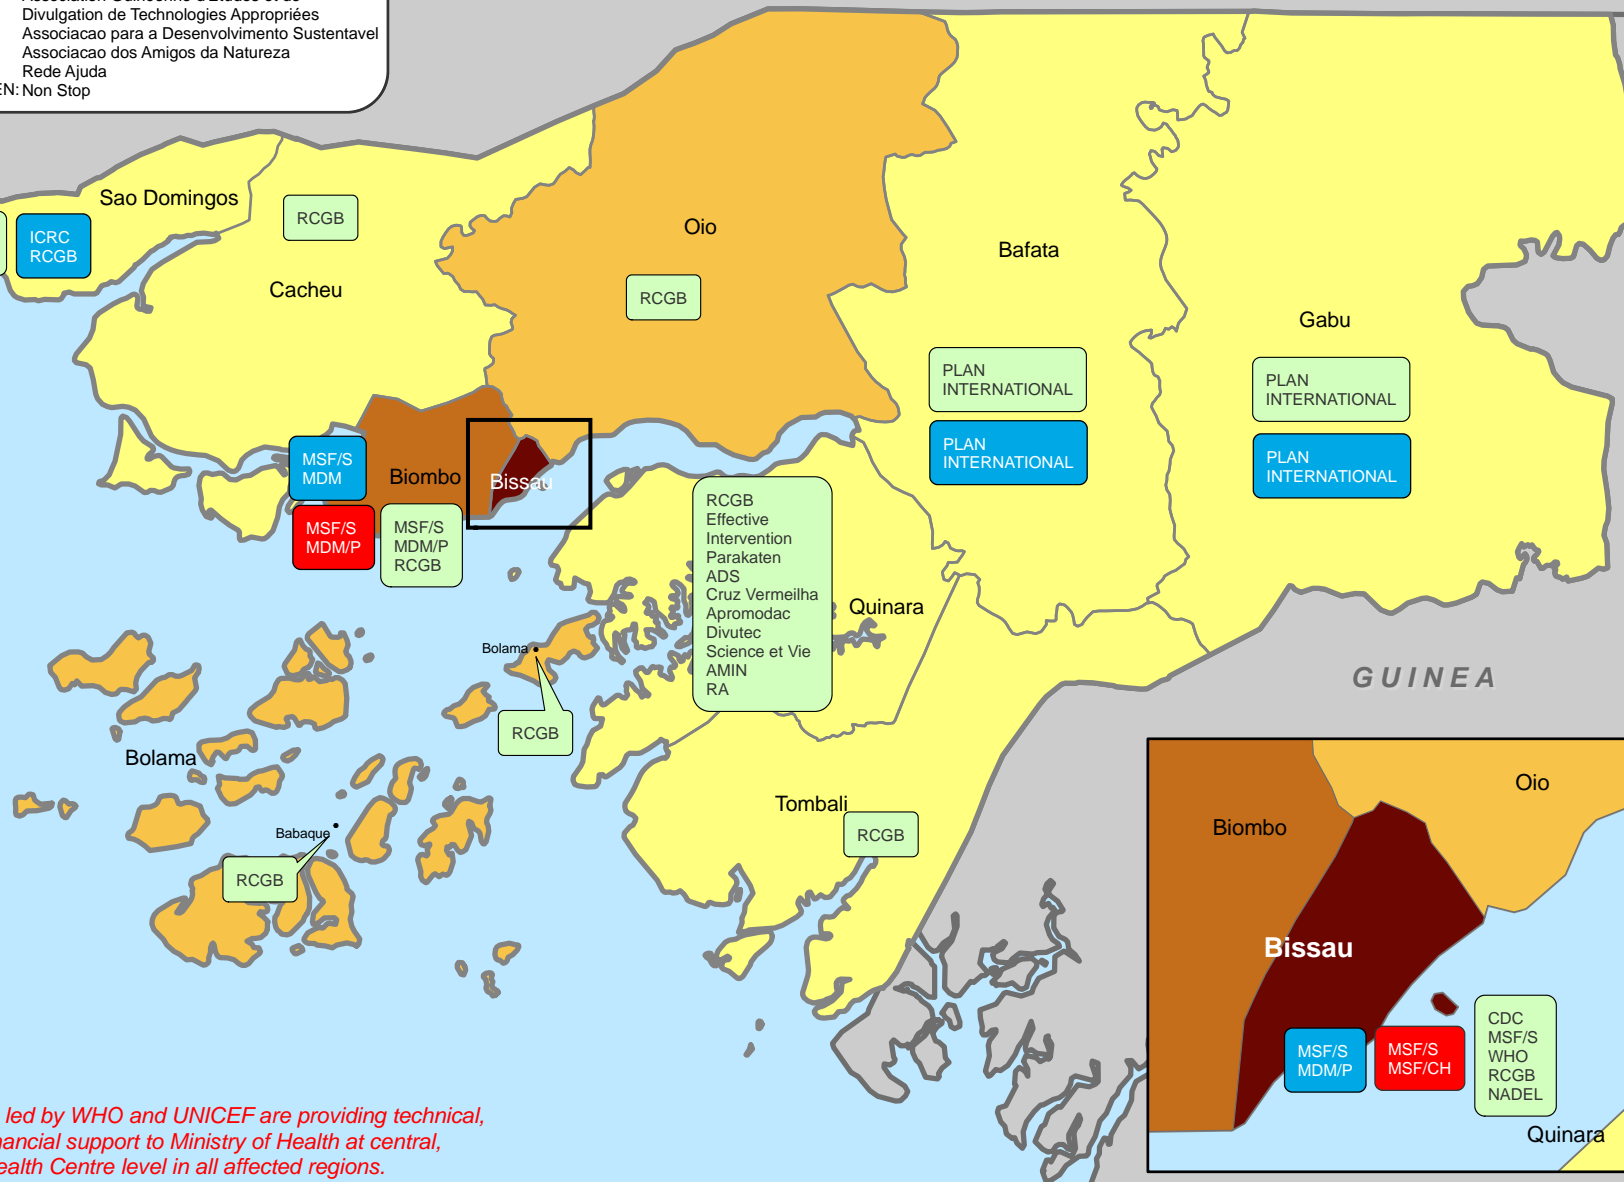 Divulgation de Technologies Appropriées
Associacao para a Desenvolvimento Sustentavel
Associacao dos Amigos da Natureza
Rede Ajuda
EN: Non Stop
Sao Domingos
ICRC
RCGB
RCGB
Cacheu
Oio
RCGB
Bafata
PLAN
INTERNATIONAL
PLAN
INTERNATIONAL
Gabu
PLAN
INTERNATIONAL
PLAN
INTERNATIONAL
MSF/S
MDM
Biombo
Bissau
MSF/S
MDM/P
MSF/S
MDM/P
RCGB
RCGB
Effective
Intervention
Parakaten
ADS
Cruz Vermeilha
Apromodac
Divutec
Science et Vie
AMIN
RA
Quinara
Bolama
RCGB
GUINEA
Bolama
Babaque
RCGB
Tombali
RCGB
Oio
Biombo
Bissau
MSF/S
MDM/P
MSF/S
MSF/CH
CDC
MSF/S
WHO
RCGB
NADEL
Quinara
led by WHO and UNICEF are providing technical,
nancial support to Ministry of Health at central,
ealth Centre level in all affected regions.